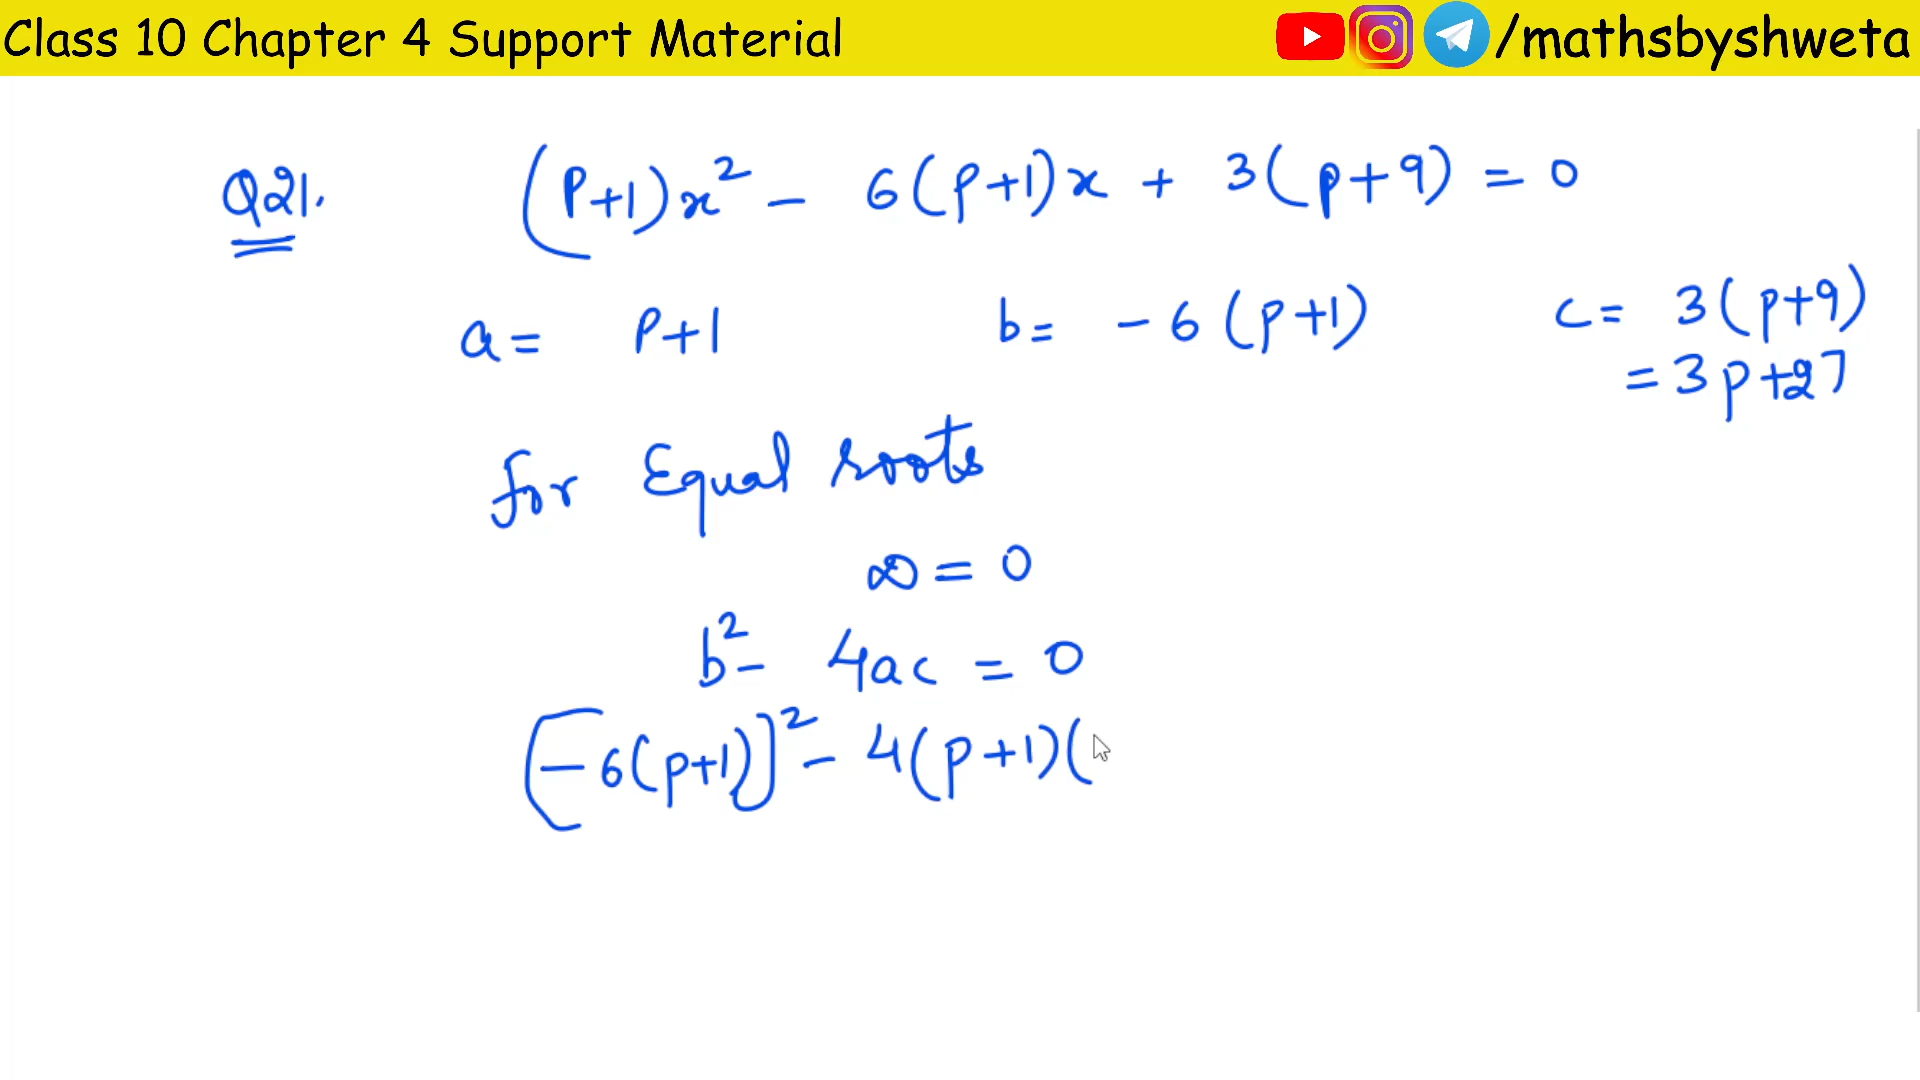 Class 10 Chapter 4 Support Material
/mathsbyshweta
Q21. (P+1)x² - 6(p+1)x + 3(p+9) = 0
a = P+1 b = -6(p+1) c = 3(p+9)
= 3p+27
for Equal roots
D = 0
b² - 4ac = 0
[-6(p+1)]² - 4(p+1)(